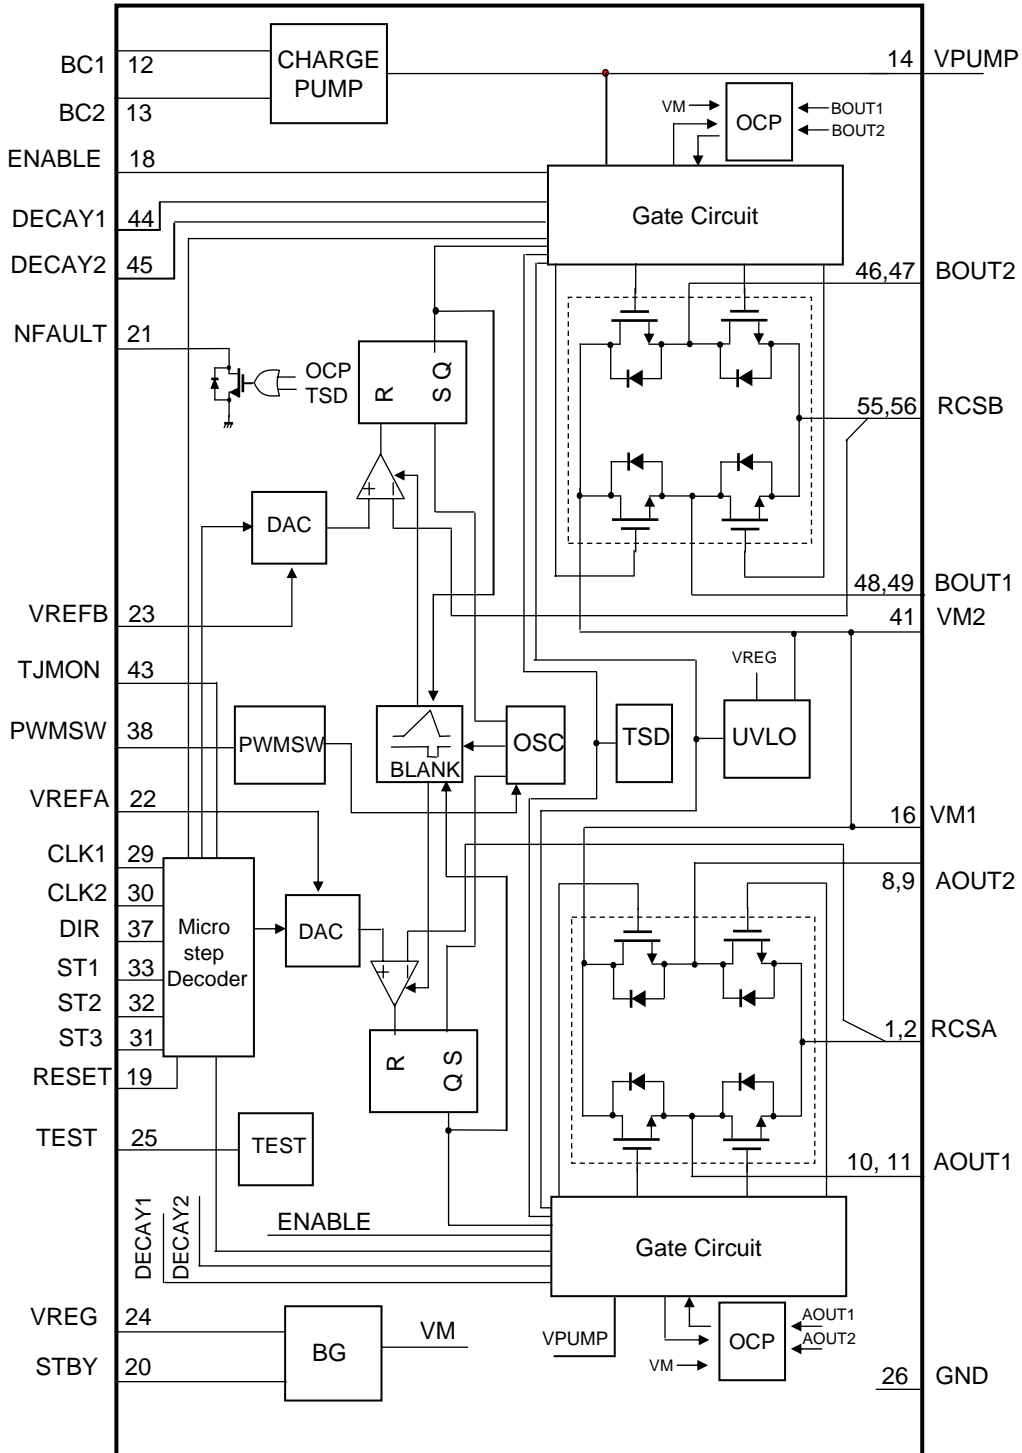 BC1 12
CHARGE
PUMP
14 VPUMP
BC2 13
VM
OCP
BOUT1
BOUT2
ENABLE 18
DECAY1 44
Gate Circuit
DECAY2 45
46,47 BOUT2
NFAULT 21
OCP
TSD
R
S Q
55,56 RCSB
+ −
DAC
48,49 BOUT1
VREFB 23
41 VM2
VREG
TJMON 43
PWMSW 38
PWMSW
BLANK
OSC
TSD
UVLO
VREFA 22
16 VM1
CLK1 29
8,9 AOUT2
CLK2 30
DIR 37
Micro
step
Decoder
DAC
+ −
ST1 33
ST2 32
ST3 31
1,2 RCSA
R
Q S
RESET 19
TEST 25
TEST
10, 11 AOUT1
DECAY1
DECAY2
ENABLE
Gate Circuit
VREG 24
BG
VM
VPUMP
VM
OCP
AOUT1
AOUT2
STBY 20
26 GND